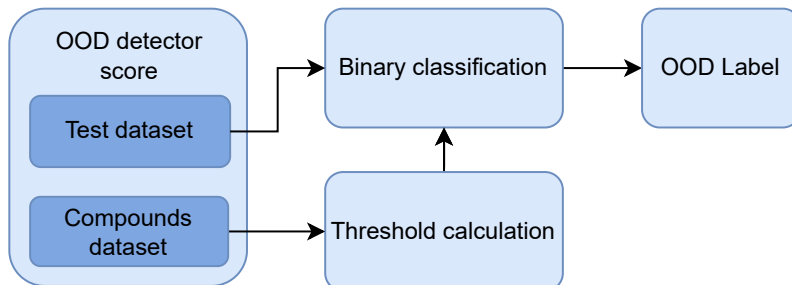 OOD detector
score
Test dataset
Compounds
dataset
Binary classification
Threshold calculation
OOD Label